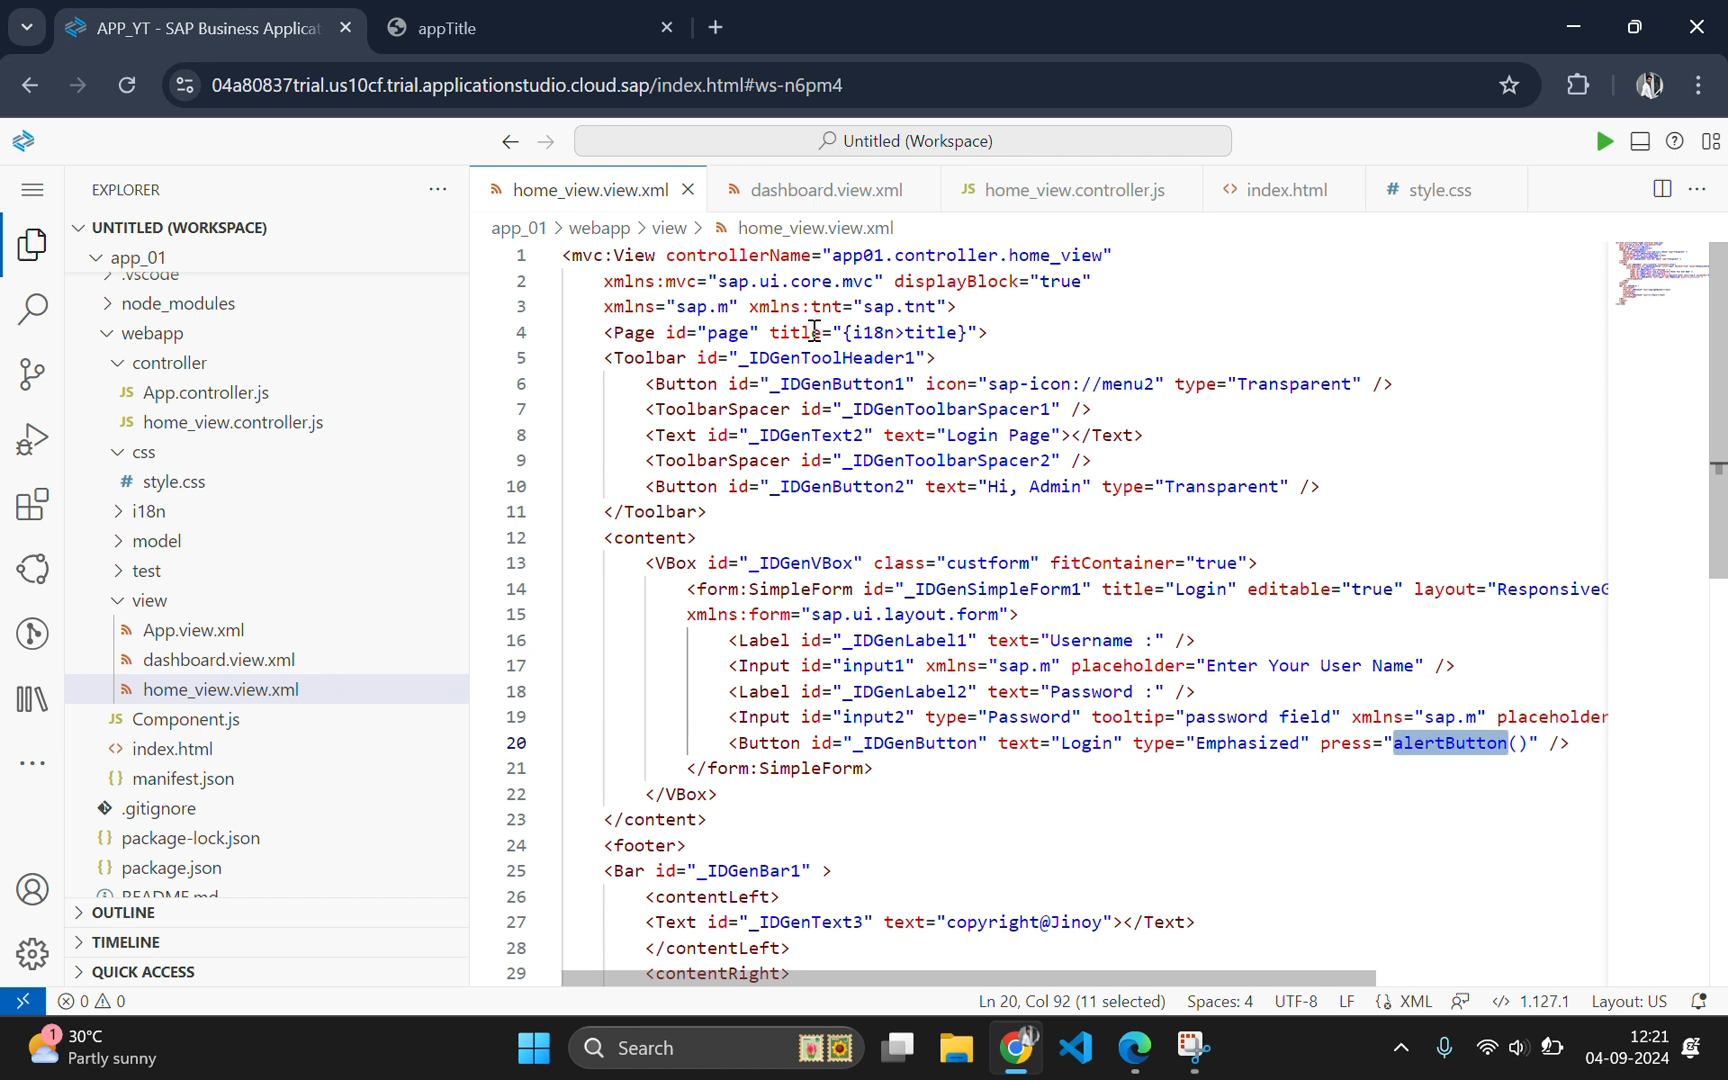 APP_YT - SAP Business Applicat
appTitle
04a80837trial.us10cf.trial.applicationstudio.cloud.sap/index.html#ws-n6pm4
Untitled (Workspace)
EXPLORER
UNTITLED (WORKSPACE)
app_01
.vscode
node_modules
webapp
controller
JS App.controller.js
JS home_view.controller.js
css
# style.css
i18n
model
test
view
App.view.xml
dashboard.view.xml
home_view.view.xml
JS Component.js
<> index.html
{} manifest.json
.gitignore
{} package-lock.json
{} package.json
README.md
OUTLINE
TIMELINE
QUICK ACCESS
home_view.view.xml
dashboard.view.xml
JS home_view.controller.js
<> index.html
# style.css
app_01 > webapp > view > home_view.view.xml
1 <mvc:View controllerName="app01.controller.home_view"
2 xmlns:mvc="sap.ui.core.mvc" displayBlock="true"
3 xmlns="sap.m" xmlns:tnt="sap.tnt">
4 <Page id="page" title="{i18n>title}">
5 <Toolbar id="_IDGenToolHeader1">
6 <Button id="_IDGenButton1" icon="sap-icon://menu2" type="Transparent" />
7 <ToolbarSpacer id="_IDGenToolbarSpacer1" />
8 <Text id="_IDGenText2" text="Login Page"></Text>
9 <ToolbarSpacer id="_IDGenToolbarSpacer2" />
10 <Button id="_IDGenButton2" text="Hi, Admin" type="Transparent" />
11 </Toolbar>
12 <content>
13 <VBox id="_IDGenVBox" class="custform" fitContainer="true">
14 <form:SimpleForm id="_IDGenSimpleForm1" title="Login" editable="true" layout="ResponsiveG
15 xmlns:form="sap.ui.layout.form">
16 <Label id="_IDGenLabel1" text="Username :" />
17 <Input id="input1" xmlns="sap.m" placeholder="Enter Your User Name" />
18 <Label id="_IDGenLabel2" text="Password :" />
19 <Input id="input2" type="Password" tooltip="password field" xmlns="sap.m" placeholder
20 <Button id="_IDGenButton" text="Login" type="Emphasized" press="alertButton()" />
21 </form:SimpleForm>
22 </VBox>
23 </content>
24 <footer>
25 <Bar id="_IDGenBar1" >
26 <contentLeft>
27 <Text id="_IDGenText3" text="copyright@Jinoy"></Text>
28 </contentLeft>
29 <contentRight>
0 0
Ln 20, Col 92 (11 selected)
Spaces: 4
UTF-8
LF
XML
1.127.1
Layout: US
1
30°C
Partly sunny
Search
12:21
04-09-2024